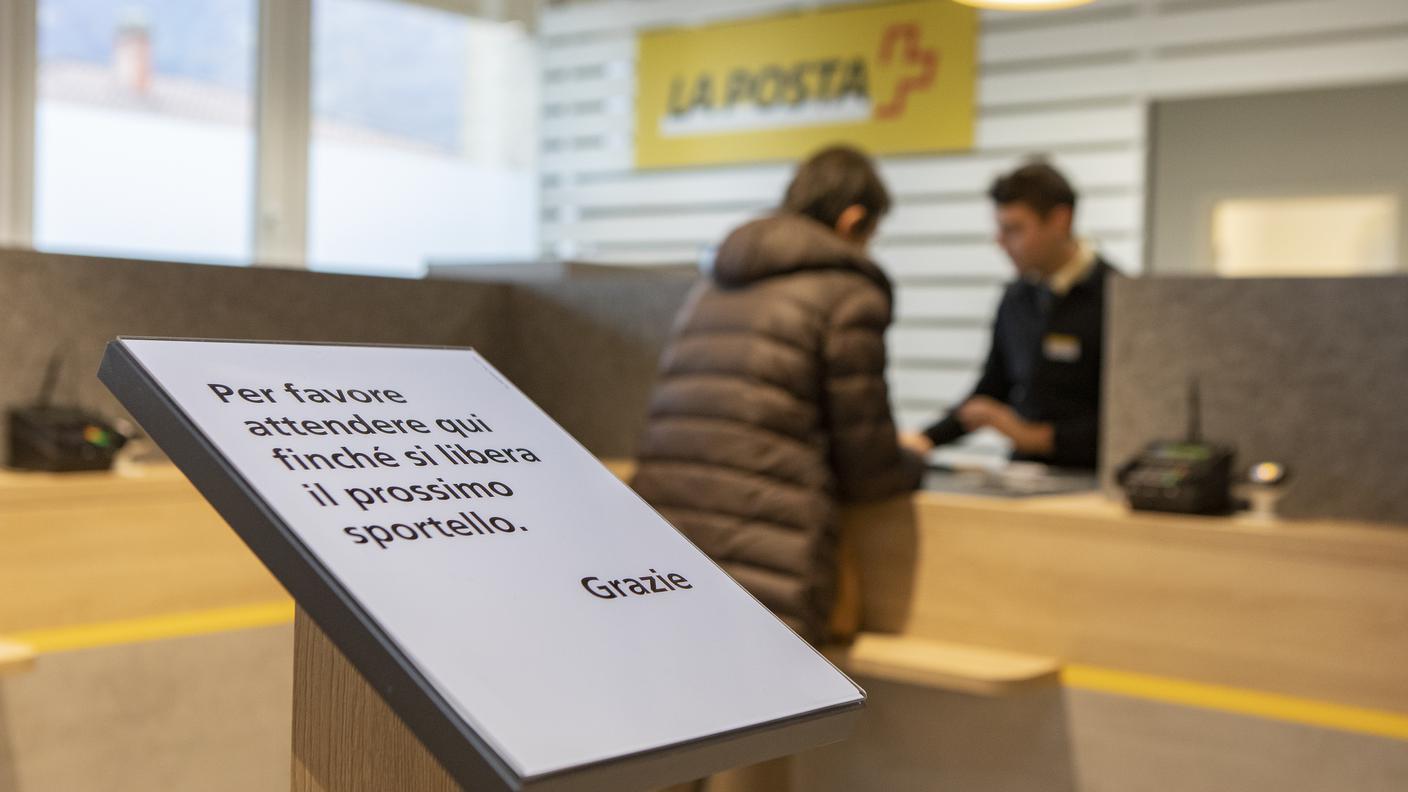 LA POSTA
Per favore
attendere qui
finché si libera
il prossimo
sportello.
Grazie